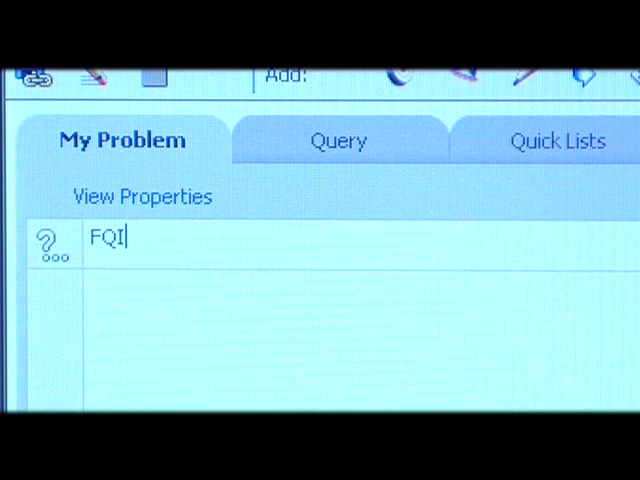 Add:
My Problem
Query
Quick Lists
View Properties
FQI